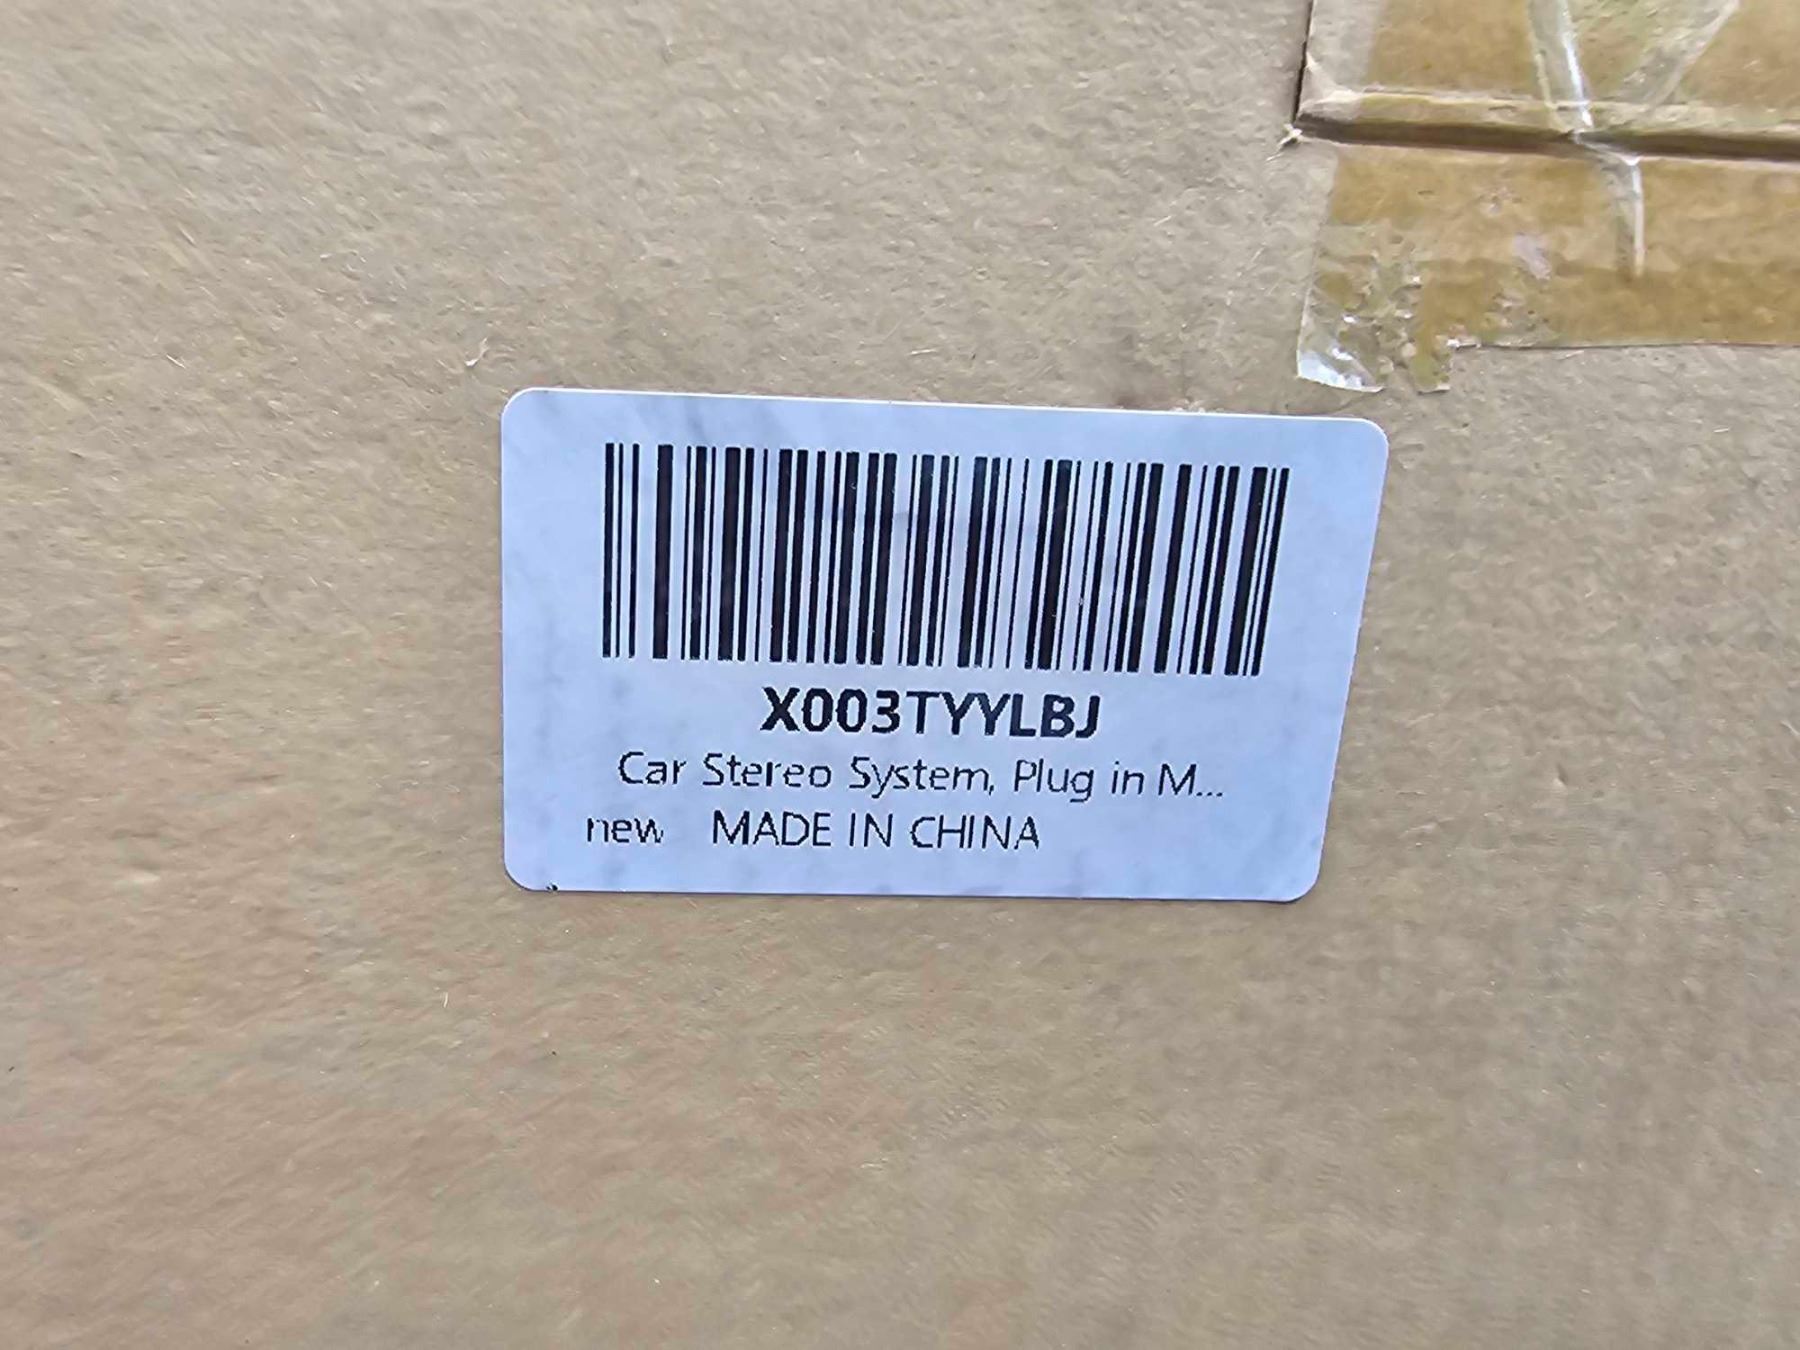 X003TYYLBJ
Car Stereo System, Plug in M...
new MADE IN CHINA